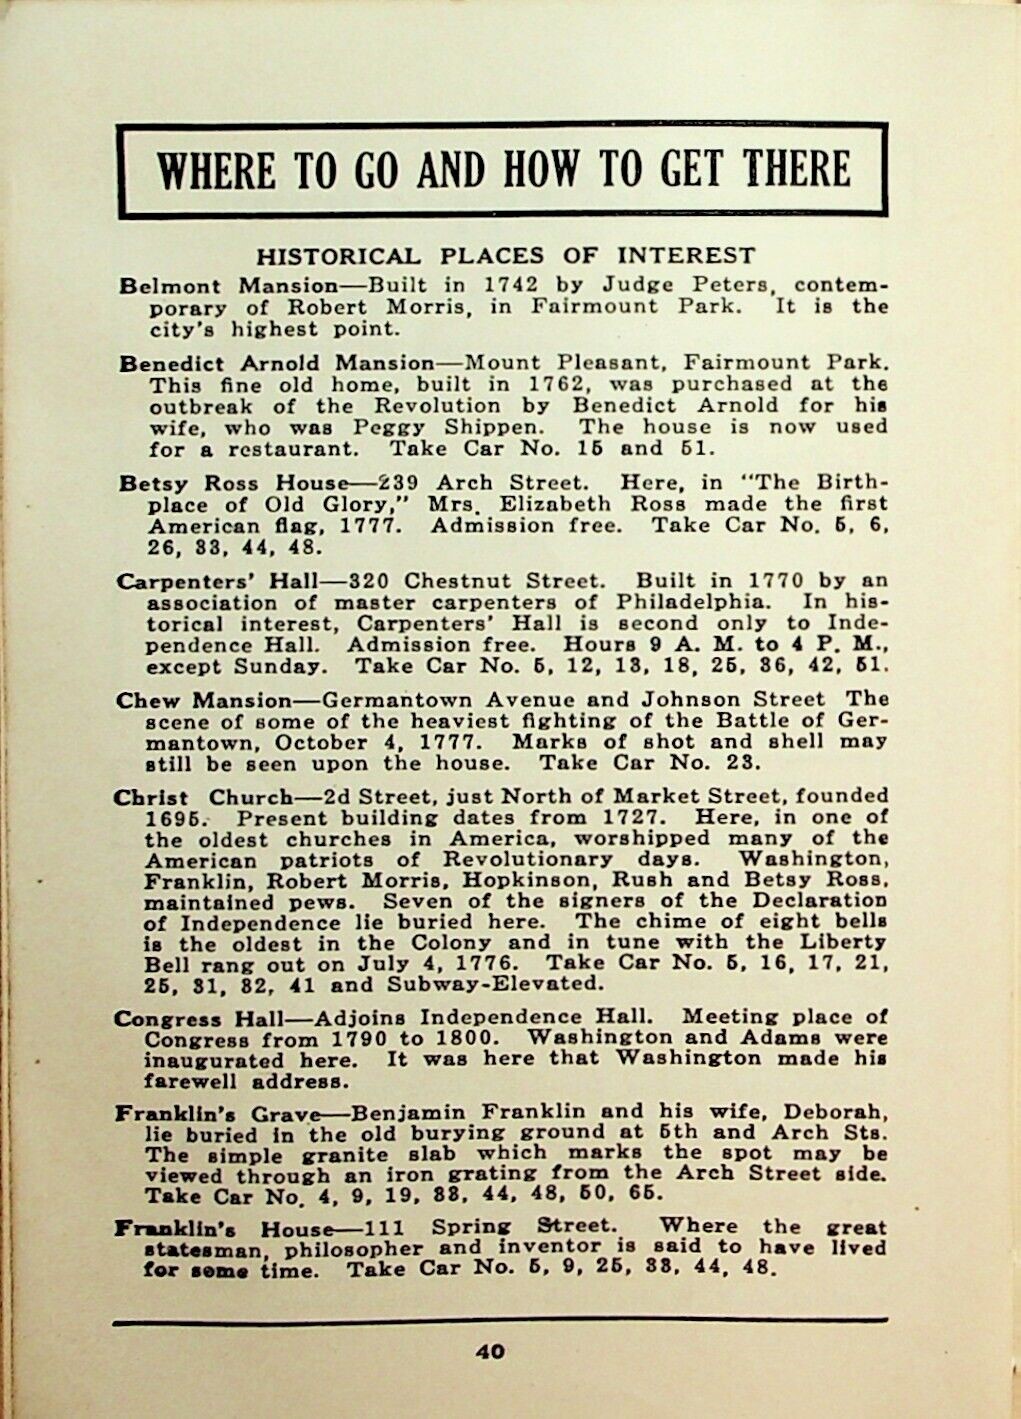 WHERE TO GO AND HOW TO GET THERE
HISTORICAL PLACES OF INTEREST
Belmont Mansion—Built in 1742 by Judge Peters, contem-
porary of Robert Morris, in Fairmount Park. It is the
city's highest point.
Benedict Arnold Mansion—Mount Pleasant, Fairmount Park.
This fine old home, built in 1762, was purchased at the
outbreak of the Revolution by Benedict Arnold for his
wife, who was Peggy Shippen. The house is now used
for a restaurant. Take Car No. 15 and 51.
Betsy Ross House—239 Arch Street. Here, in "The Birth-
place of Old Glory," Mrs. Elizabeth Ross made the first
American flag, 1777. Admission free. Take Car No. 5, 6,
26, 33, 44, 48.
Carpenters' Hall—320 Chestnut Street. Built in 1770 by an
association of master carpenters of Philadelphia. In his-
torical interest, Carpenters' Hall is second only to Inde-
pendence Hall. Admission free. Hours 9 A. M. to 4 P. M.,
except Sunday. Take Car No. 5, 12, 13, 18, 25, 36, 42, 51.
Chew Mansion—Germantown Avenue and Johnson Street The
scene of some of the heaviest fighting of the Battle of Ger-
mantown, October 4, 1777. Marks of shot and shell may
still be seen upon the house. Take Car No. 23.
Christ Church—2d Street, just North of Market Street, founded
1695. Present building dates from 1727. Here, in one of
the oldest churches in America, worshipped many of the
American patriots of Revolutionary days. Washington,
Franklin, Robert Morris, Hopkinson, Rush and Betsy Ross,
maintained pews. Seven of the signers of the Declaration
of Independence lie buried here. The chime of eight bells
is the oldest in the Colony and in tune with the Liberty
Bell rang out on July 4, 1776. Take Car No. 5, 16, 17, 21,
25, 31, 32, 41 and Subway-Elevated.
Congress Hall—Adjoins Independence Hall. Meeting place of
Congress from 1790 to 1800. Washington and Adams were
inaugurated here. It was here that Washington made his
farewell address.
Franklin's Grave—Benjamin Franklin and his wife, Deborah,
lie buried in the old burying ground at 5th and Arch Sts.
The simple granite slab which marks the spot may be
viewed through an iron grating from the Arch Street side.
Take Car No. 4, 9, 19, 33, 44, 48, 50, 65.
Franklin's House—111 Spring Street. Where the great
statesman, philosopher and inventor is said to have lived
for some time. Take Car No. 5, 9, 25, 33, 44, 48.
40